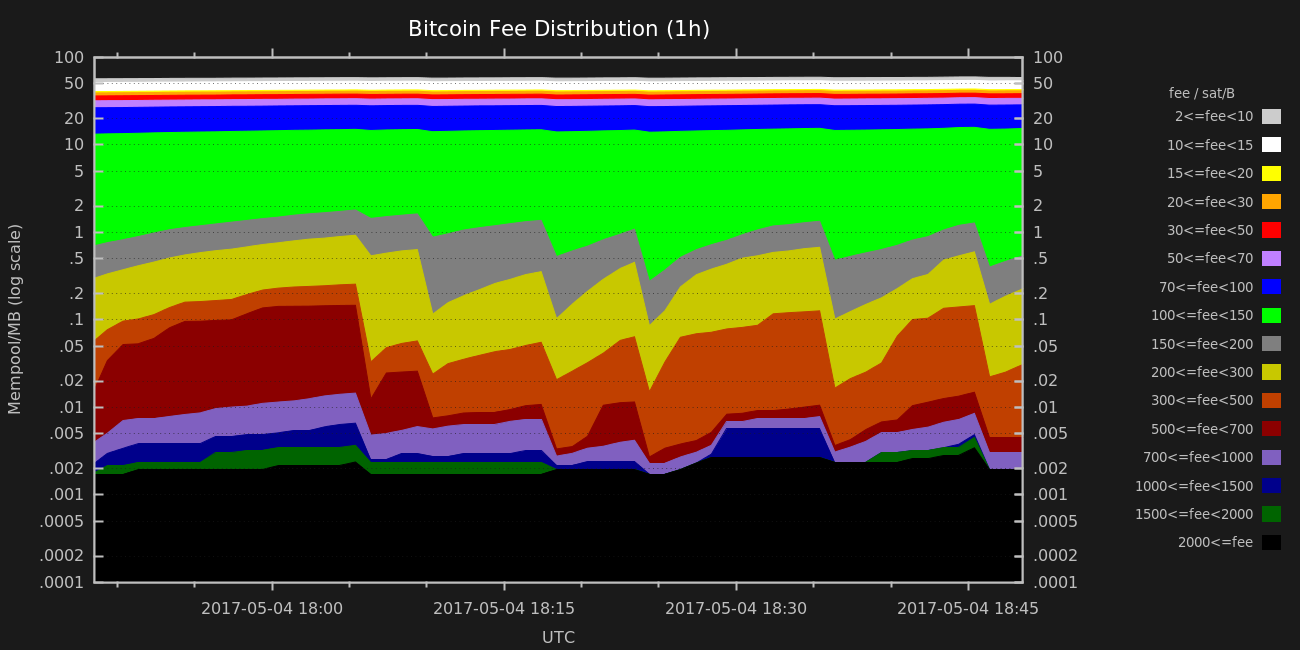 Bitcoin Fee Distribution (1h)
Mempool/MB (log scale)
100
50
20
10
5
2
1
.5
.2
.1
.05
.02
.01
.005
.002
.001
.0005
.0002
.0001
100
50
20
10
5
2
1
.5
.2
.1
.05
.02
.01
.005
.002
.001
.0005
.0002
.0001
2017-05-04 18:00
2017-05-04 18:15
2017-05-04 18:30
2017-05-04 18:45
UTC
fee / sat/B
2<=fee<10
10<=fee<15
15<=fee<20
20<=fee<30
30<=fee<50
50<=fee<70
70<=fee<100
100<=fee<150
150<=fee<200
200<=fee<300
300<=fee<500
500<=fee<700
700<=fee<1000
1000<=fee<1500
1500<=fee<2000
2000<=fee